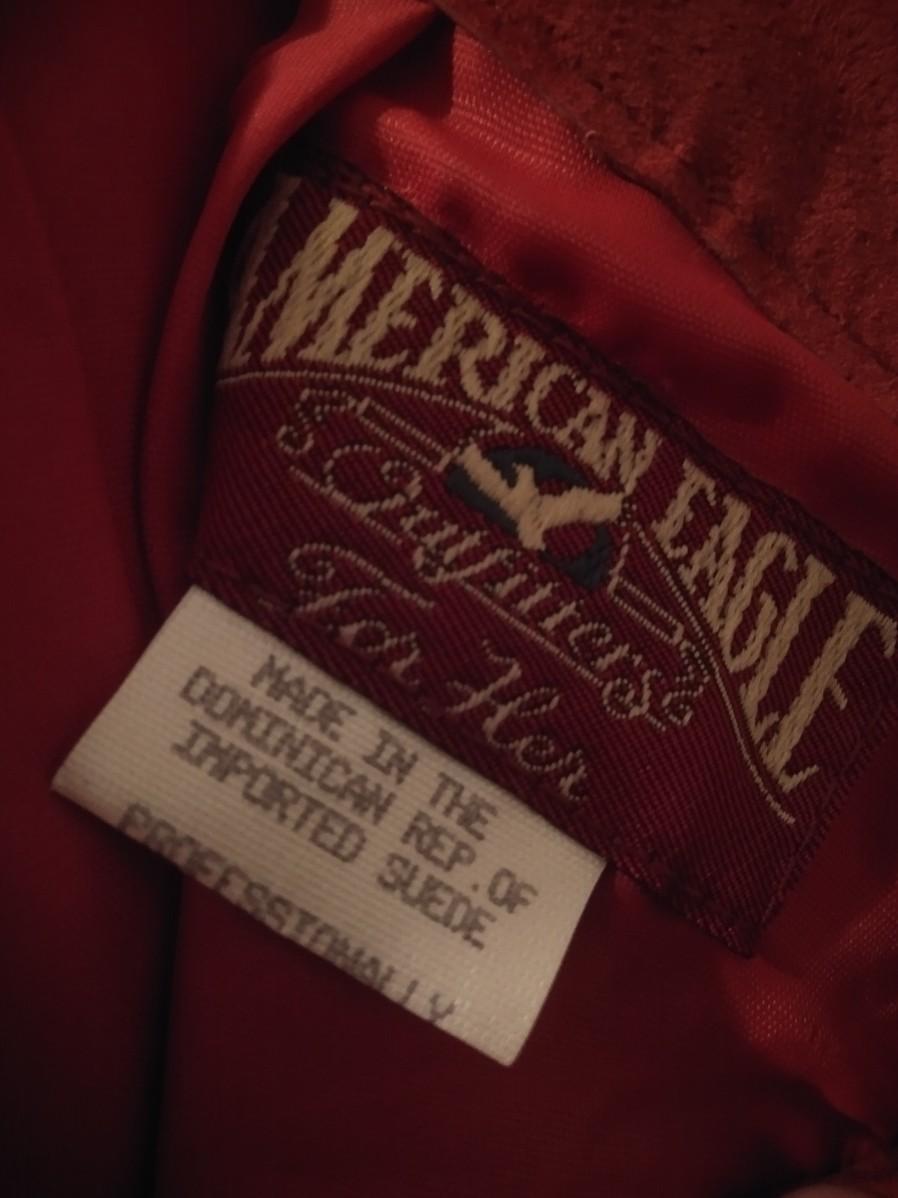 AMERICAN EAGLE
Outfitters
For Her
MADE IN THE
DOMINICAN REP.OF
IMPORTED SUEDE
PROFESSIONALLY